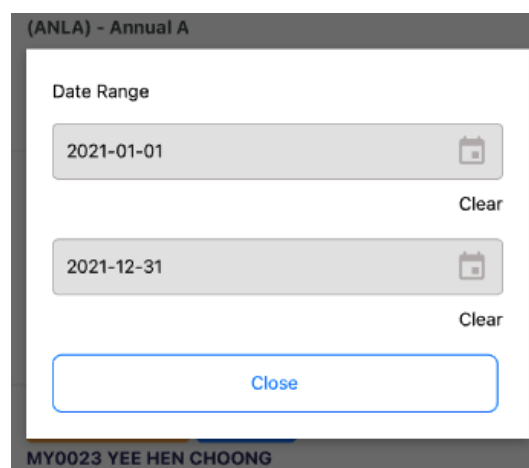 (ANLA) - Annual A
Date Range
2021-01-01
Clear
2021-12-31
Clear
Close
MY0023 YEE HEN CHOONG